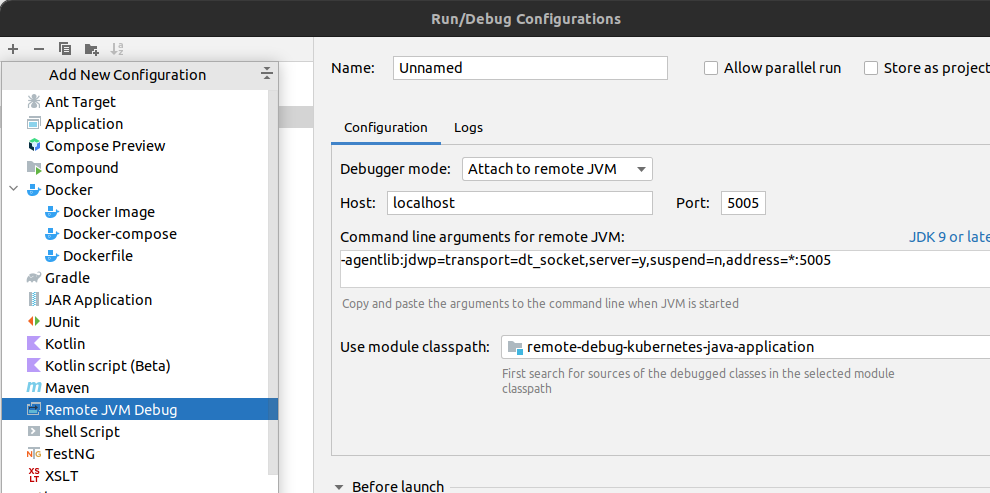 Run/Debug Configurations
Add New Configuration
Ant Target
Application
Compose Preview
Compound
Docker
Docker Image
Docker-compose
Dockerfile
Gradle
JAR Application
JUnit
Kotlin
Kotlin script (Beta)
Maven
Remote JVM Debug
Shell Script
TestNG
XSLT
Name: Unnamed Allow parallel run Store as project
Configuration Logs
Debugger mode: Attach to remote JVM
Host: localhost Port: 5005
Command line arguments for remote JVM: JDK 9 or late
-agentlib:jdwp=transport=dt_socket,server=y,suspend=n,address=*:5005
Copy and paste the arguments to the command line when JVM is started
Use module classpath: remote-debug-kubernetes-java-application
First search for sources of the debugged classes in the selected module
classpath
Before launch